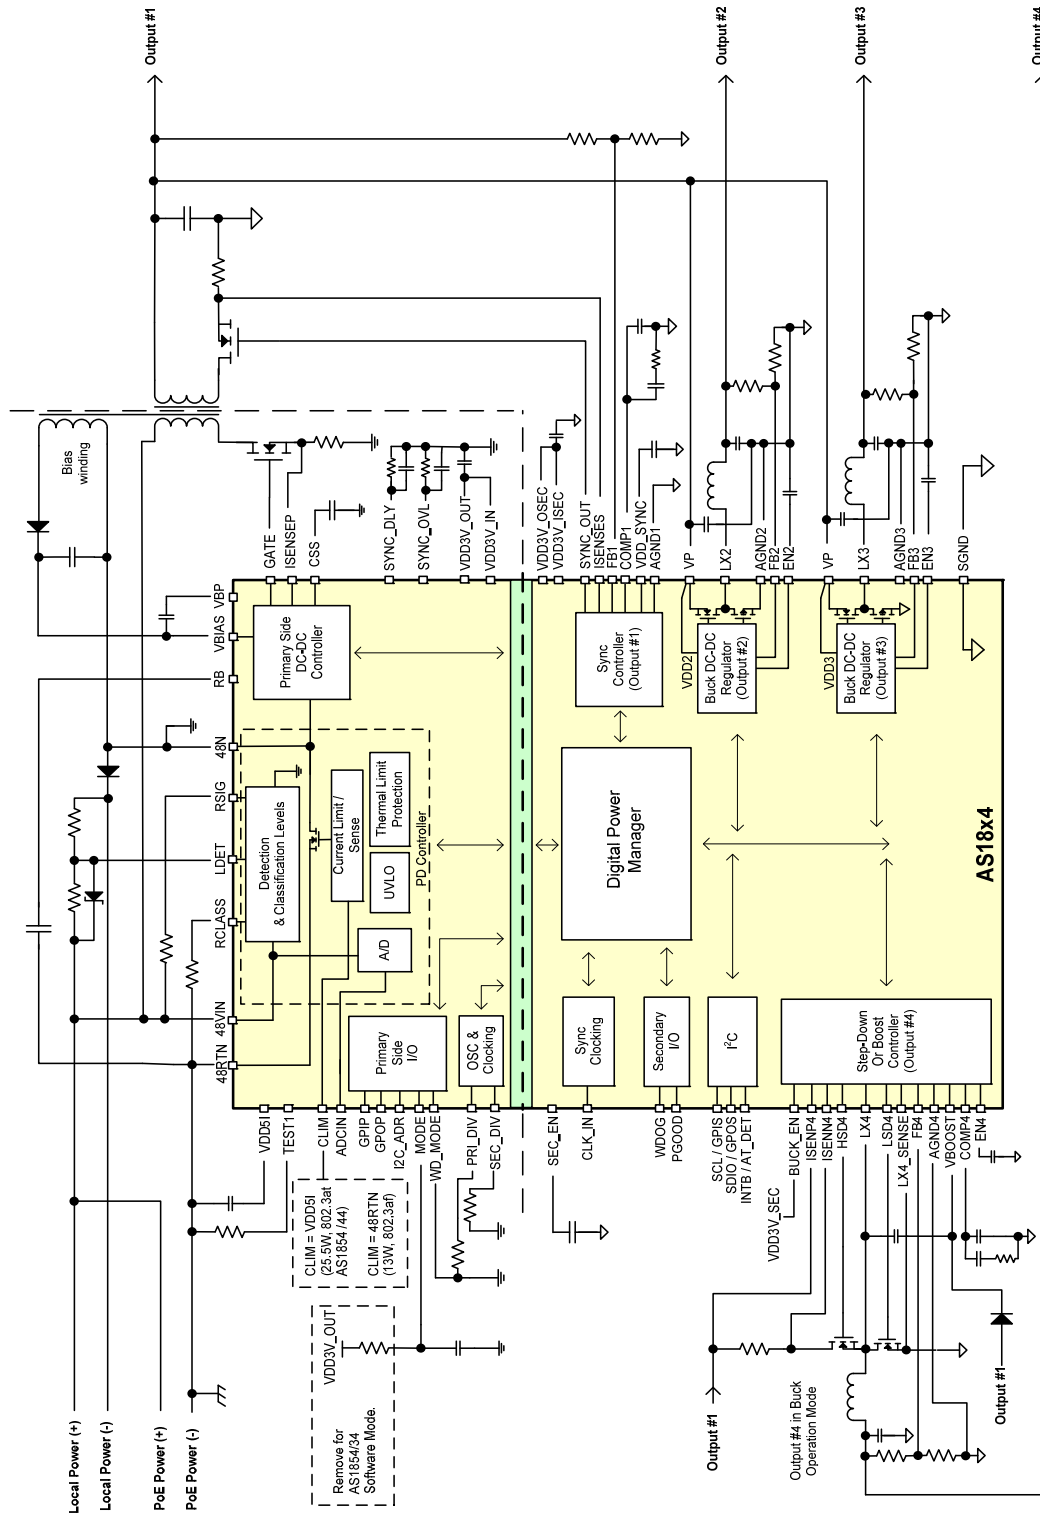 Local Power (+)
Local Power (-)
PoE Power (+)
PoE Power (-)
Output #1
Output #2
Output #3
Output #4
Bias
winding
48RTN
48VIN
RCLASS
LDET
RSIG
48N
RB
VBIAS
VBP
GATE
ISENSEP
CSS
SYNC_DLY
SYNC_OVL
VDD3V_OUT
VDD3V_IN
VDD3V_OSEC
VDD3V_ISEC
SYNC_OUT
ISENSES
FB1
COMP1
VDD_SYNC
AGND1
VP
LX2
AGND2
FB2
EN2
VP
LX3
AGND3
FB3
EN3
SGND
Primary Side
DC-DC
Controller
Detection
& Classification Levels
Current Limit /
Sense
Thermal Limit
Protection
UVLO
PD Controller
A/D
Primary
Side
I/O
OSC &
Clocking
Sync
Controller
(Output #1)
VDD2
Buck DC-DC
Regulator
(Output #2)
VDD3
Buck DC-DC
Regulator
(Output #3)
Digital Power
Manager
AS18x4
Sync
Clocking
Secondary
I/O
I2C
Step-Down
Or Boost
Controller
(Output #4)
VDD5I
TEST1
CLIM
ADCIN
GPIP
GPOP
I2C_ADR
MODE
WD_MODE
PRI_DIV
SEC_DIV
SEC_EN
CLK_IN
WDOG
PGOOD
SCL / GPIS
SDIO / GPOS
INTB / AT_DET
BUCK_EN
ISENP4
ISENN4
HSD4
LX4
LSD4
LX4_SENSE
FB4
AGND4
VBOOST
COMP4
EN4
CLIM = VDD5I
(25.5W, 802.3at
AS1854 /44)
CLIM = 48RTN
(13W, 802.3af)
VDD3V_OUT
Remove for
AS1854/34
Software Mode.
VDD3V_SEC
Output #1
Output #4 in Buck
Operation Mode
Output #1